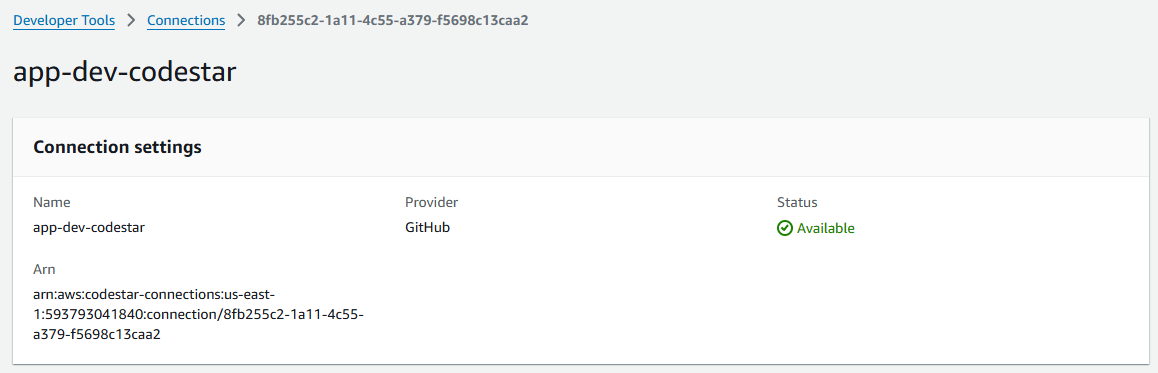 Developer Tools > Connections > 8fb255c2-1a11-4c55-a379-f5698c13caa2
app-dev-codestar
Connection settings
Name
Provider
Status
app-dev-codestar
GitHub
Available
Arn
arn:aws:codestar-connections:us-east-
1:593793041840:connection/8fb255c2-1a11-4c55-
a379-f5698c13caa2